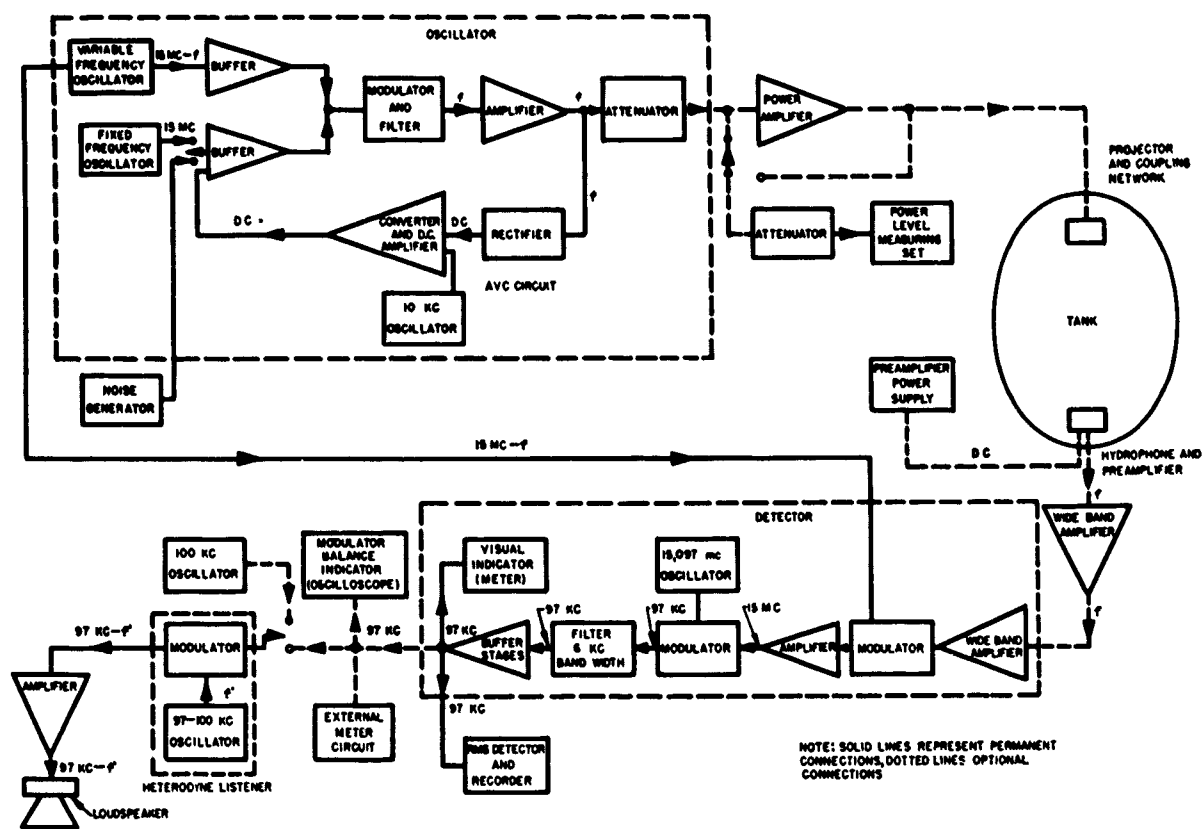 OSCILLATOR
VARIABLE
FREQUENCY
OSCILLATOR
15 MC-f
BUFFER
FIXED
FREQUENCY
OSCILLATOR
15 MC
BUFFER
MODULATOR
AND
FILTER
f
AMPLIFIER
f
ATTENUATOR
f
DC
CONVERTER
AND D.C.
AMPLIFIER
DC
RECTIFIER
AVC CIRCUIT
10 KC
OSCILLATOR
NOISE
GENERATOR
POWER
AMPLIFIER
ATTENUATOR
POWER
LEVEL
MEASURING
SET
PROJECTOR
AND COUPLING
NETWORK
TANK
PREAMPLIFIER
POWER
SUPPLY
DC
HYDROPHONE AND
PREAMPLIFIER
15 MC-f
f
WIDE BAND
AMPLIFIER
f
DETECTOR
100 KC
OSCILLATOR
MODULATOR
BALANCE
INDICATOR
(OSCILLOSCOPE)
VISUAL
INDICATOR
(METER)
15,097 mc
OSCILLATOR
97 KC-f'
MODULATOR
97 KC
97 KC
BUFFER
STAGES
97 KC
FILTER
6 KC
BAND WIDTH
97 KC
MODULATOR
15 MC
AMPLIFIER
MODULATOR
WIDE BAND
AMPLIFIER
AMPLIFIER
f'
97-100 KC
OSCILLATOR
HETERODYNE LISTENER
EXTERNAL
METER
CIRCUIT
97 KC
RMS DETECTOR
AND
RECORDER
97 KC-f'
LOUDSPEAKER
NOTE: SOLID LINES REPRESENT PERMANENT
CONNECTIONS, DOTTED LINES OPTIONAL
CONNECTIONS